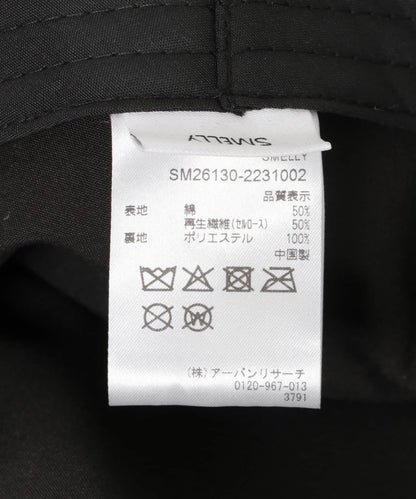 SMELLY
SMELLY
SM26130-2231002
品質表示
表地 綿 50%
再生繊維(セルロース) 50%
裏地 ポリエステル 100%
中国製
W
(株)アーバンリサーチ
0120-967-013
3791